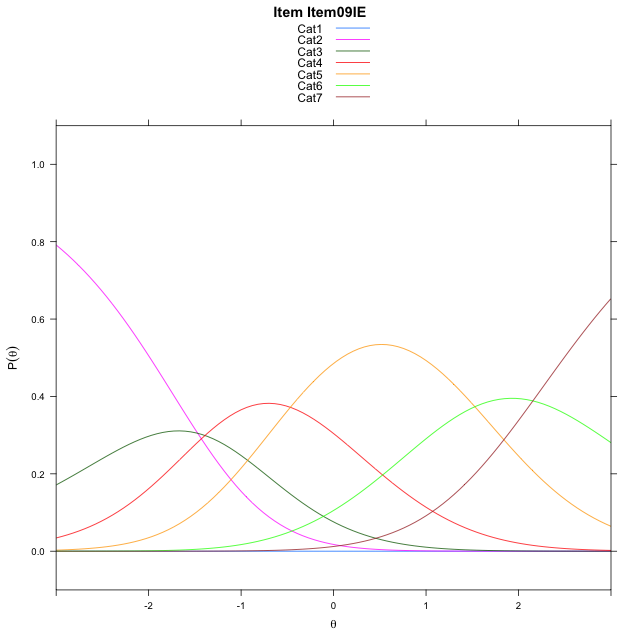 Item Item09IE
Cat1
Cat2
Cat3
Cat4
Cat5
Cat6
Cat7
1.0
0.8
0.6
0.4
0.2
0.0
P(θ)
-2 -1 0 1 2
θ